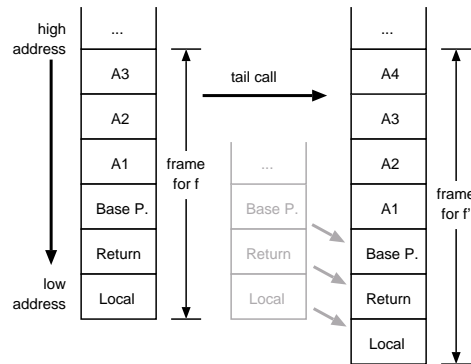 high
address
...
A3
A2
A1
Base P.
Return
Local
low
address
frame
for f
tail call
...
Base P.
Return
Local
...
A4
A3
A2
A1
Base P.
Return
Local
frame
for f'